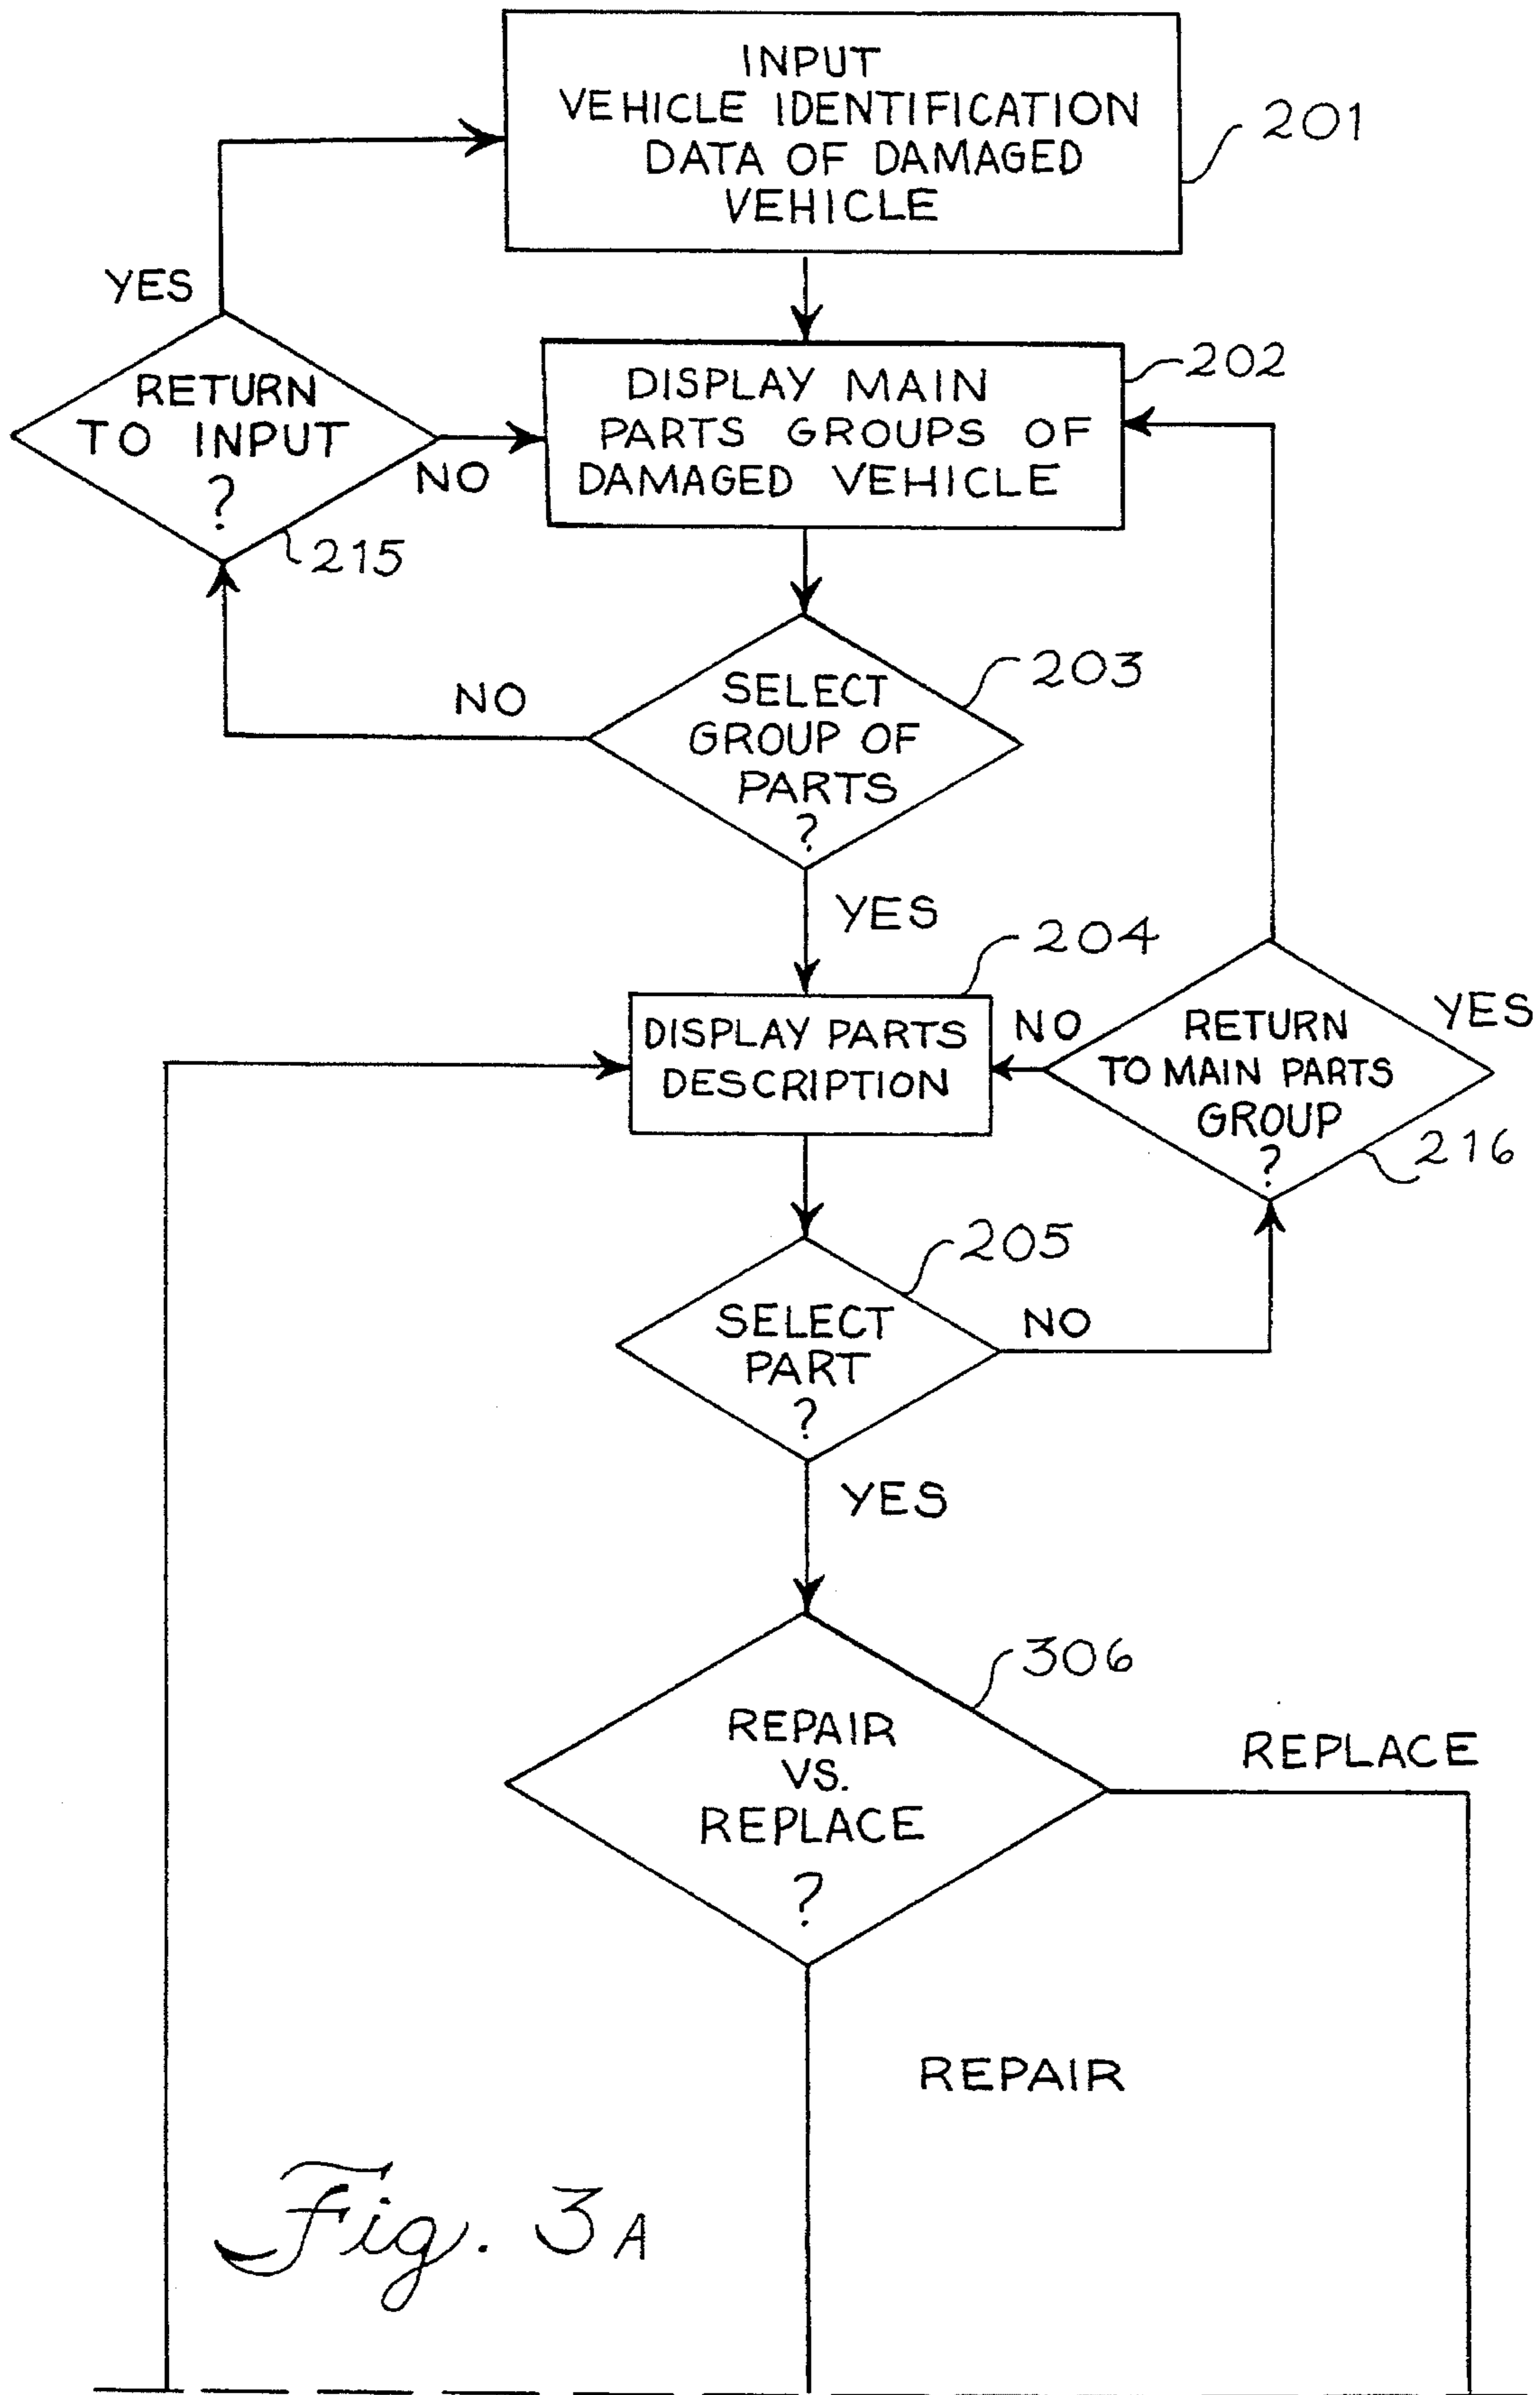 INPUT
VEHICLE IDENTIFICATION
DATA OF DAMAGED
VEHICLE
201
YES
RETURN
TO INPUT
?
NO
215
DISPLAY MAIN
PARTS GROUPS OF
DAMAGED VEHICLE
202
SELECT
GROUP OF
PARTS
?
203
NO
YES
DISPLAY PARTS
DESCRIPTION
204
NO
RETURN
TO MAIN PARTS
GROUP
?
YES
216
SELECT
PART
?
205
NO
YES
REPAIR
VS.
REPLACE
?
306
REPLACE
REPAIR
Fig. 3A